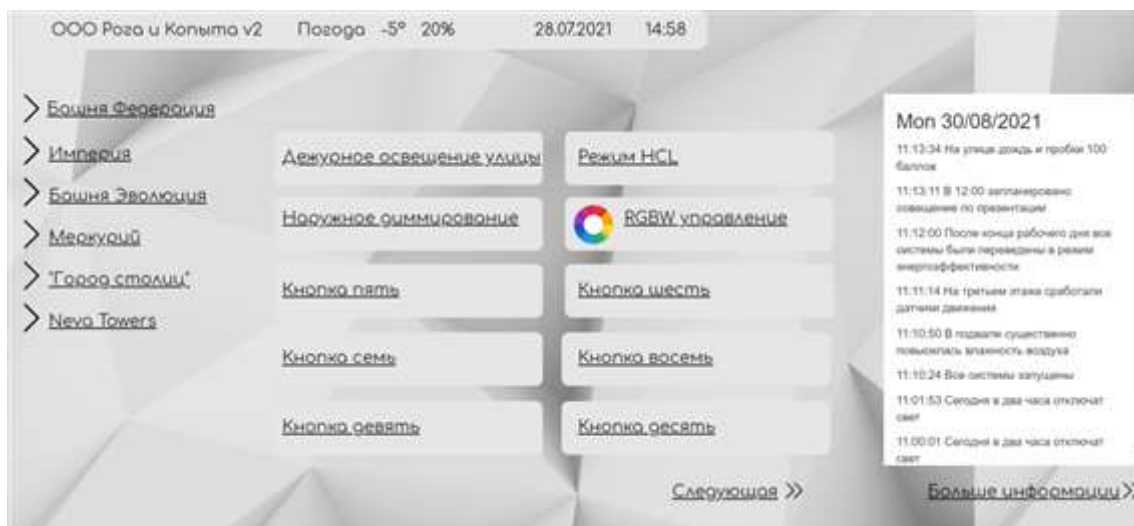 ООО Рога и Копыта v2 Погода -5° 20% 28.07.2021 14:58
Башня Федерация
Империя
Башня Эволюция
Меркурий
"Город столиц"
Neva Towers
Дежурное освещение улицы
Режим HCL
Наружное диммирование
RGBW управление
Кнопка пять
Кнопка шесть
Кнопка семь
Кнопка восемь
Кнопка девять
Кнопка десять
Следующая
Mon 30/08/2021
11:13:34 На улице дождь и пробки 100
баллов
11:13:11 В 12:00 запланировано
совещание по презентации
11:12:00 После конца рабочего дня все
системы были переведены в режим
энергоэффективности
11:11:14 На третьем этаже сработали
датчики движения
11:10:50 В подвале существенно
повысилась влажность воздуха
11:10:24 Все системы запущены
11:01:53 Сегодня в два часа отключат
свет
11:00:01 Сегодня в два часа отключат
свет
Больше информации